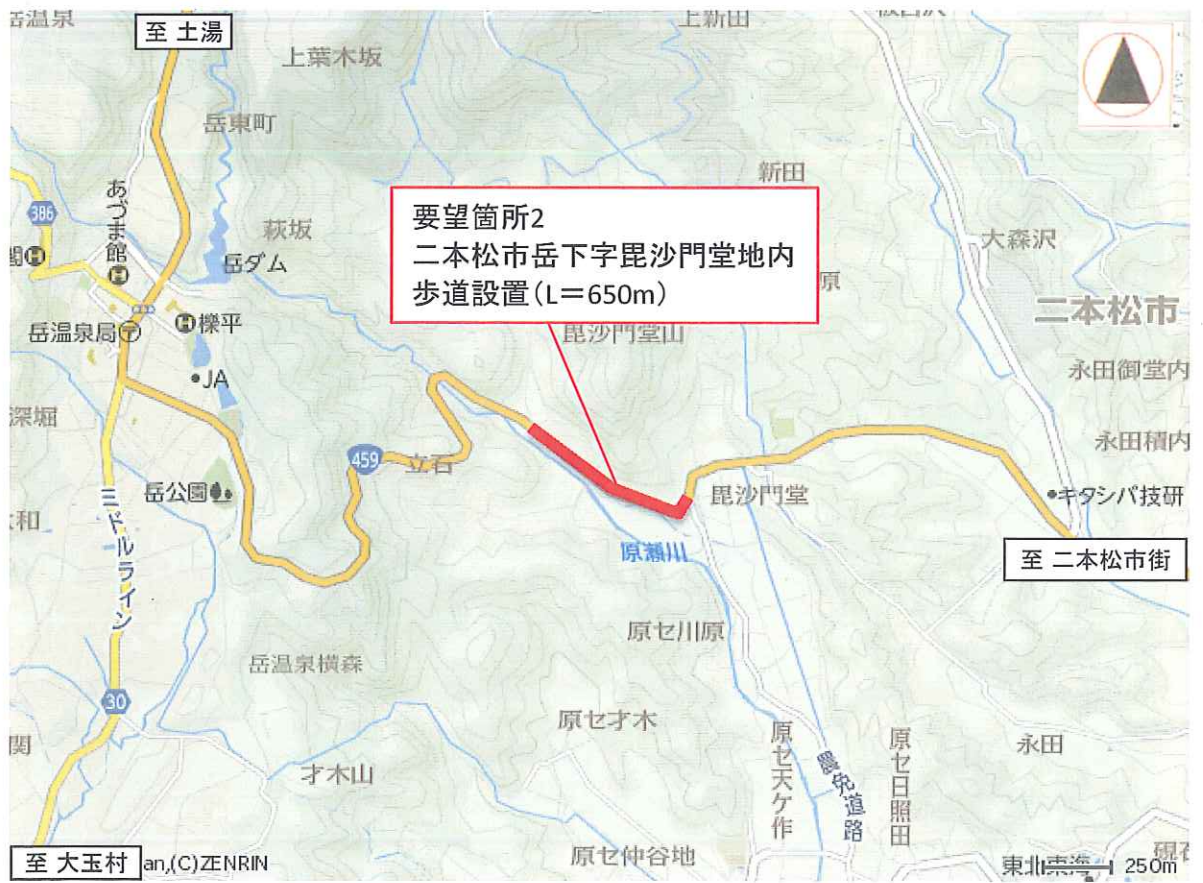 岳温泉
至 土湯
上新田
上葉木坂
岳東町
新田
386
あづま館
萩坂
要望箇所2
二本松市岳下字毘沙門堂地内
歩道設置(L=650m)
大森沢
岳ダム
原
二本松市
岳温泉局
櫟平
毘沙門堂山
永田御堂内
JA
深堀
永田積内
459
立石
岳公園
毘沙門堂
キタシバ技研
ミドルライン
原瀬川
至 二本松市街
原セ川原
岳温泉横森
30
原セ才木
原セ天ケ作
農免道路
原セ日照田
永田
関
才木山
至 大玉村
an,(C)ZENRIN
原セ仲谷地
東北東海
250m